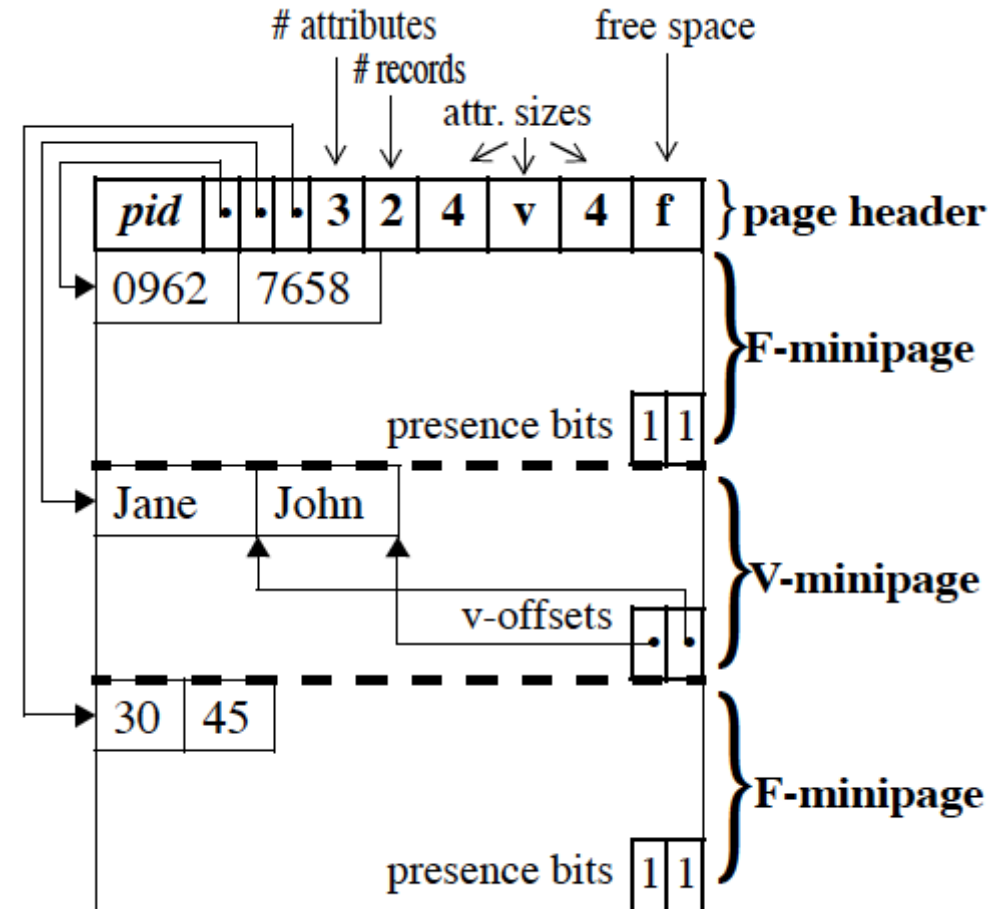 # attributes
free space
# records
attr. sizes
pid 3 2 4 v 4 f
page header
0962 7658
F-minipage
presence bits 1 1
Jane John
V-minipage
v-offsets
30 45
F-minipage
presence bits 1 1